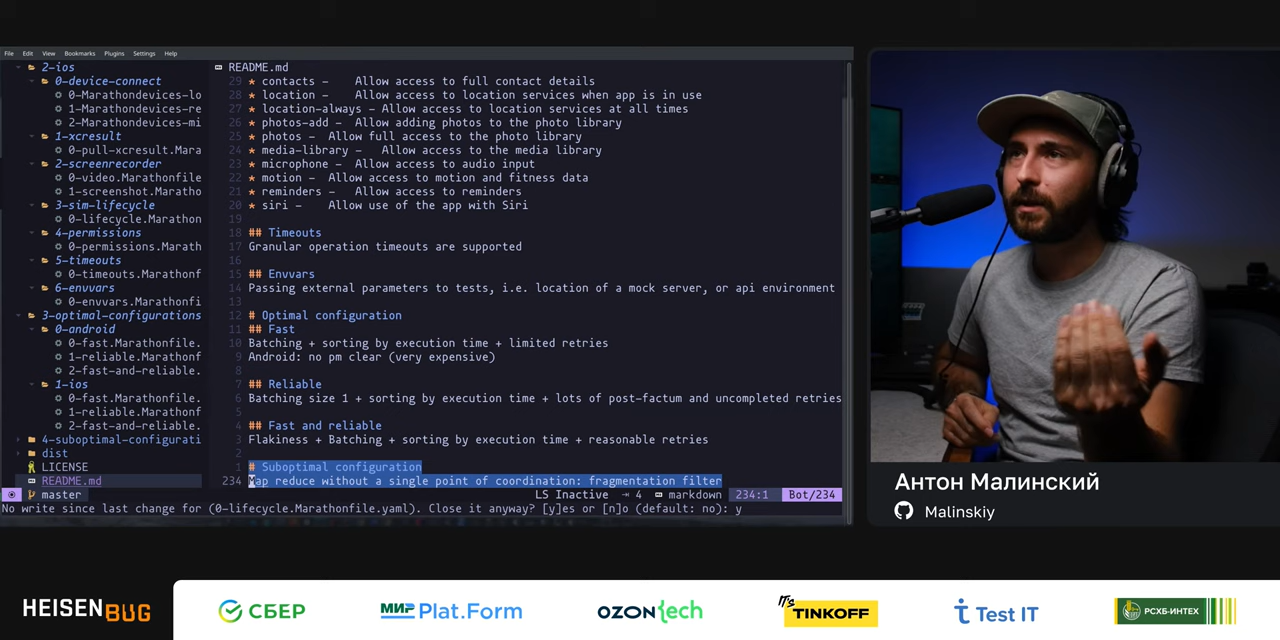 File Edit View Bookmarks Plugins Settings Help
2-ios
0-device-connect
0-Marathondevices-lo
1-Marathondevices-re
2-Marathondevices-mi
1-xcresult
0-pull-xcresult.Mara
2-screenrecorder
0-video.Marathonfile
1-screenshot.Maratho
3-sim-lifecycle
0-lifecycle.Marathon
4-permissions
0-permissions.Marath
5-timeouts
0-timeouts.Marathonf
6-envvars
0-envvars.Marathonfi
3-optimal-configurations
0-android
0-fast.Marathonfile.
1-reliable.Marathonf
2-fast-and-reliable.
1-ios
0-fast.Marathonfile.
1-reliable.Marathonf
2-fast-and-reliable.
4-suboptimal-configurati
dist
LICENSE
README.md
master
README.md
29 * contacts – Allow access to full contact details
28 * location – Allow access to location services when app is in use
27 * location-always – Allow access to location services at all times
26 * photos-add – Allow adding photos to the photo library
25 * photos – Allow full access to the photo library
24 * media-library – Allow access to the media library
23 * microphone – Allow access to audio input
22 * motion – Allow access to motion and fitness data
21 * reminders – Allow access to reminders
20 * siri – Allow use of the app with Siri
19
18 ## Timeouts
17 Granular operation timeouts are supported
16
15 ## Envvars
14 Passing external parameters to tests, i.e. location of a mock server, or api environment
13
12 # Optimal configuration
11 ## Fast
10 Batching + sorting by execution time + limited retries
9 Android: no pm clear (very expensive)
8
7 ## Reliable
6 Batching size 1 + sorting by execution time + lots of post-factum and uncompleted retries
5
4 ## Fast and reliable
3 Flakiness + Batching + sorting by execution time + reasonable retries
2
1 # Suboptimal configuration
234 Map reduce without a single point of coordination: fragmentation filter
LS Inactive 4 markdown 234:1 Bot/234
No write since last change for (0-lifecycle.Marathonfile.yaml). Close it anyway? [y]es or [n]o (default: no): y
Антон Малинский
Malinskiy
HEISENBUG
СБЕР
МИР Plat.Form
OZON{ech
IT'S TINKOFF
Test IT
РСХБ-ИНТЕХ